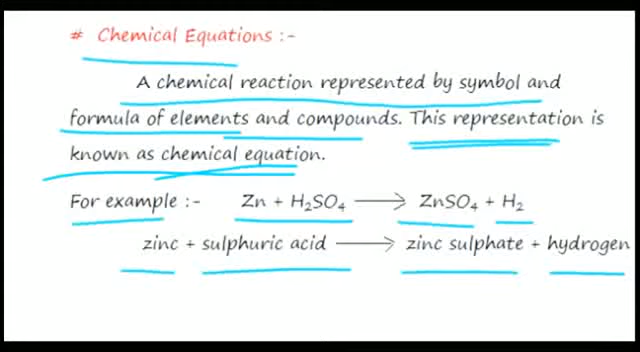 # Chemical Equations :-
A chemical reaction represented by symbol and
formula of elements and compounds. This representation is
known as chemical equation.
For example :- Zn + H₂SO₄ ⟶ ZnSO₄ + H₂
zinc + sulphuric acid ⟶ zinc sulphate + hydrogen